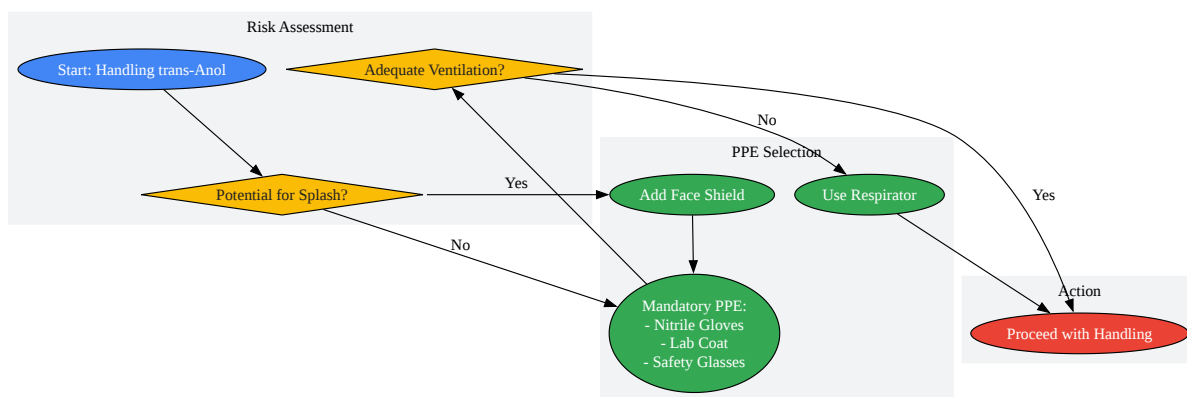 Risk Assessment
Start: Handling trans-Anol
Adequate Ventilation?
No
PPE Selection
Potential for Splash?
Yes
Add Face Shield
Use Respirator
Yes
No
Action
Mandatory PPE:
- Nitrile Gloves
- Lab Coat
- Safety Glasses
Proceed with Handling